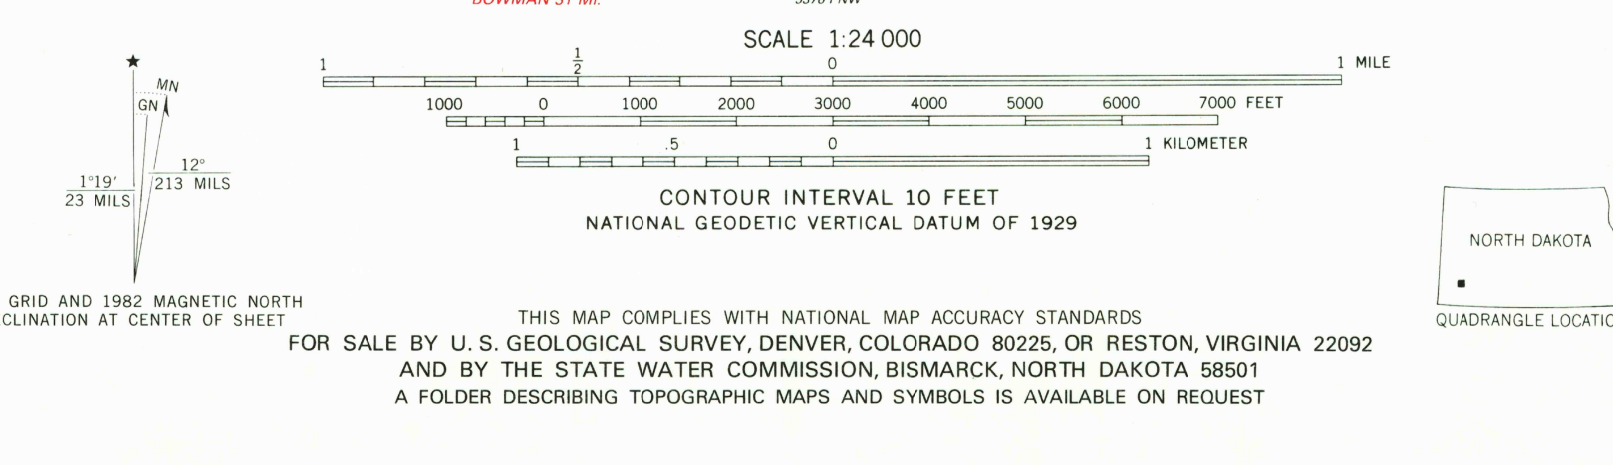 BOWMAN 51 MI.
SCALE 1:24 000
1 1/2 0 1 MILE
1000 0 1000 2000 3000 4000 5000 6000 7000 FEET
1 .5 0 1 KILOMETER
CONTOUR INTERVAL 10 FEET
NATIONAL GEODETIC VERTICAL DATUM OF 1929
★
MN
GN
12°
213 MILS
1°19′
23 MILS
GRID AND 1982 MAGNETIC NORTH
CLINATION AT CENTER OF SHEET
NORTH DAKOTA
QUADRANGLE LOCATIO
THIS MAP COMPLIES WITH NATIONAL MAP ACCURACY STANDARDS
FOR SALE BY U. S. GEOLOGICAL SURVEY, DENVER, COLORADO 80225, OR RESTON, VIRGINIA 22092
AND BY THE STATE WATER COMMISSION, BISMARCK, NORTH DAKOTA 58501
A FOLDER DESCRIBING TOPOGRAPHIC MAPS AND SYMBOLS IS AVAILABLE ON REQUEST